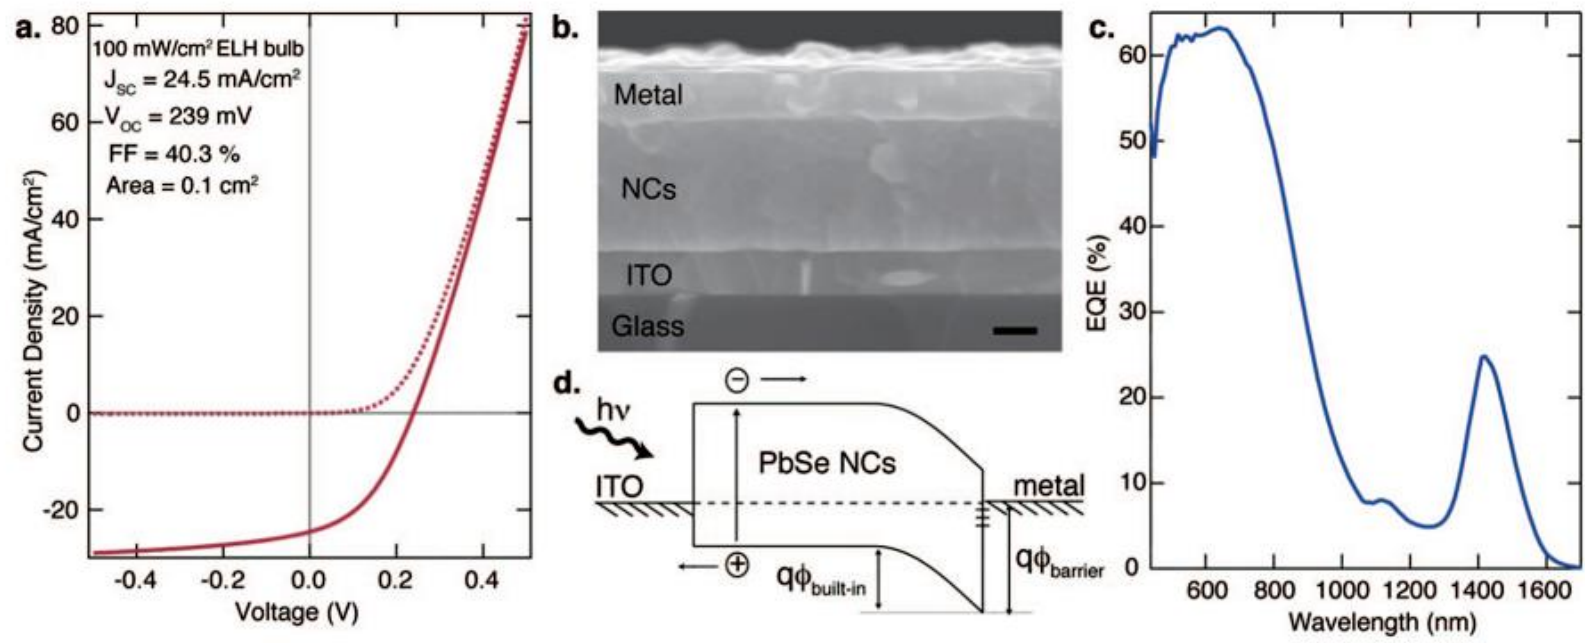 a.
100 mW/cm² ELH bulb
J_SC = 24.5 mA/cm²
V_OC = 239 mV
FF = 40.3 %
Area = 0.1 cm²
80
60
40
20
0
-20
Current Density (mA/cm²)
-0.4 -0.2 0.0 0.2 0.4
Voltage (V)
b.
Metal
NCs
ITO
Glass
d.
hν
−
PbSe NCs
ITO
metal
+
qϕbuilt-in
qϕbarrier
c.
60
50
40
30
20
10
0
EQE (%)
600 800 1000 1200 1400 1600
Wavelength (nm)